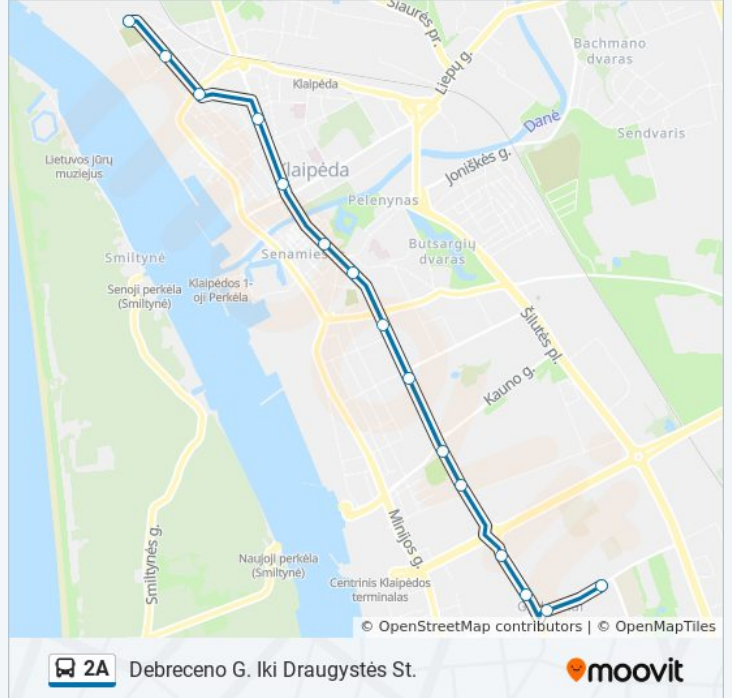 Šiaurės pr.
Liepų g.
Bachmano
dvaras
Klaipėda
Danė
Sendvaris
Lietuvos jūrų
muziejus
Joniškės g.
Klaipėda
Pelenynas
Smiltynė
Butsargių
dvaras
Senamies
Senoji perkėla
(Smiltynė)
Klaipėdos 1-
oji Perkėla
Šilutės pl.
Kauno g.
Minijos g.
Smiltynės g.
Naujoji perkėla
(Smiltynė)
Centrinis Klaipėdos
terminalas
© OpenStreetMap contributors | © OpenMapTiles
2A Debreceno G. Iki Draugystės St.
moovit